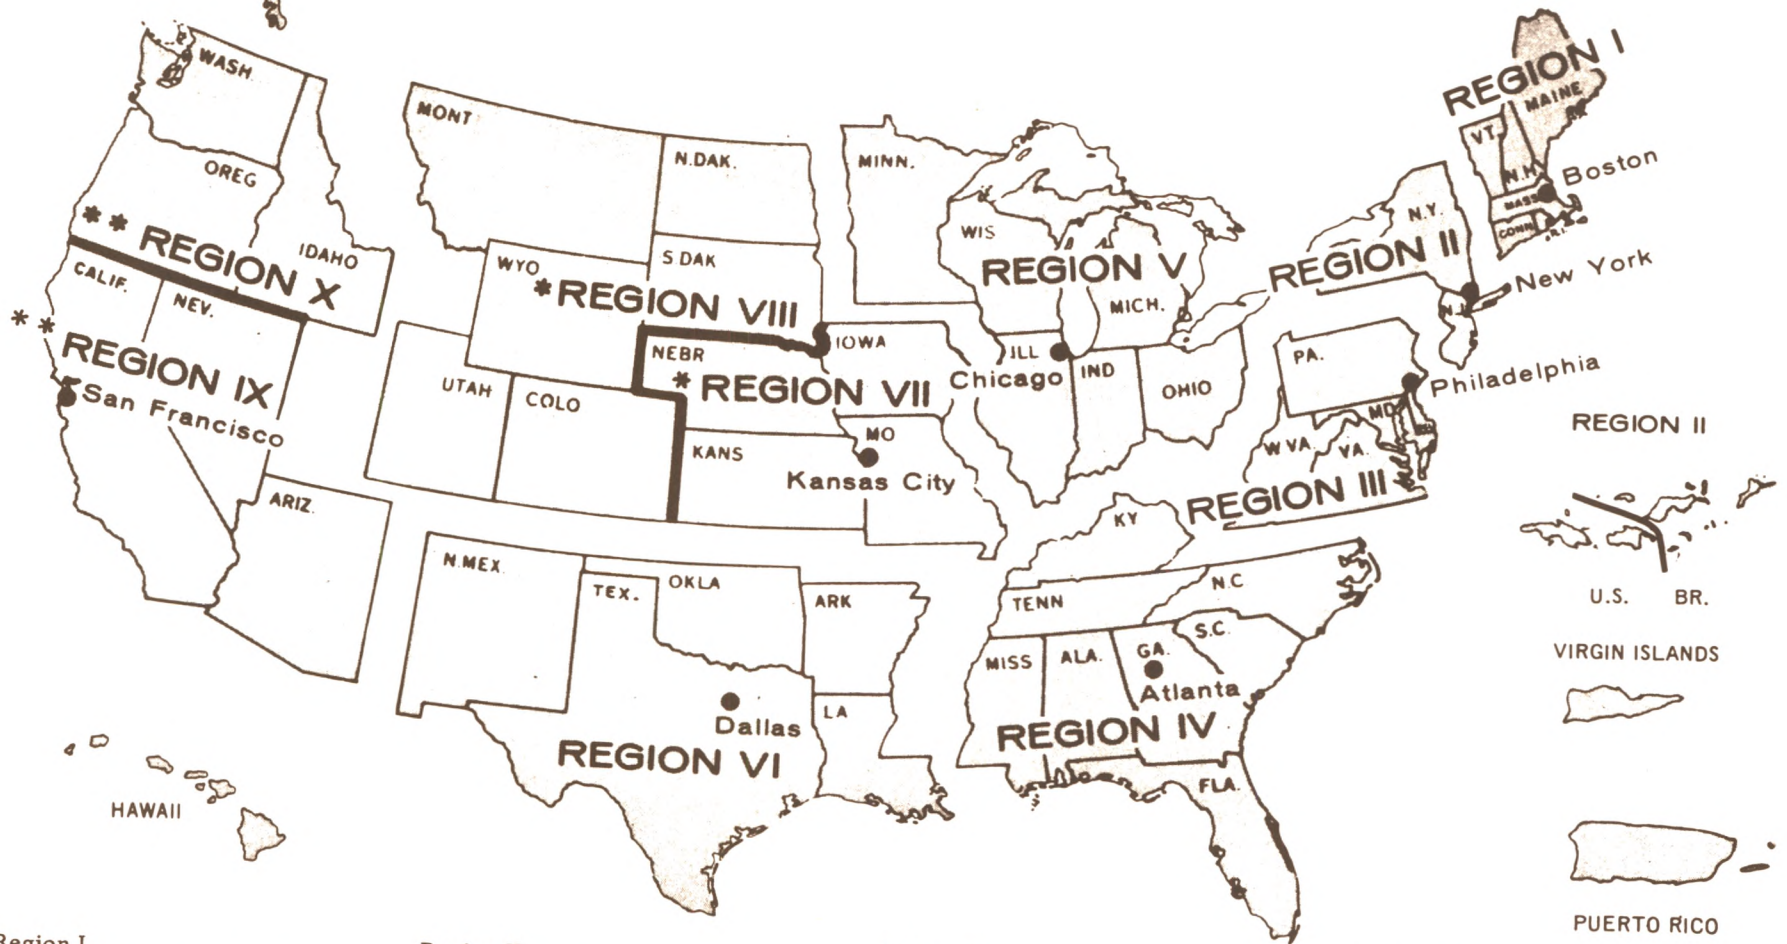 REGION I
MAINE
VT.
N.H.
MASS
CONN
R.I.
Boston
WASH.
OREG
IDAHO
** REGION X
MONT
N.DAK.
S DAK
WYO
* REGION VIII
UTAH
COLO
MINN.
WIS
MICH.
REGION V
ILL
IND
OHIO
Chicago
N.Y.
REGION II
New York
N.J.
CALIF.
NEV.
** REGION IX
San Francisco
ARIZ.
NEBR
IOWA
* REGION VII
KANS
MO
Kansas City
PA.
Philadelphia
MD
W VA.
VA.
REGION III
KY
TENN
N.C
S.C.
MISS
ALA.
GA.
Atlanta
REGION IV
FLA.
N.MEX.
TEX.
OKLA
ARK
LA
Dallas
REGION VI
HAWAII
REGION II
U.S. BR.
VIRGIN ISLANDS
PUERTO RICO
Region I